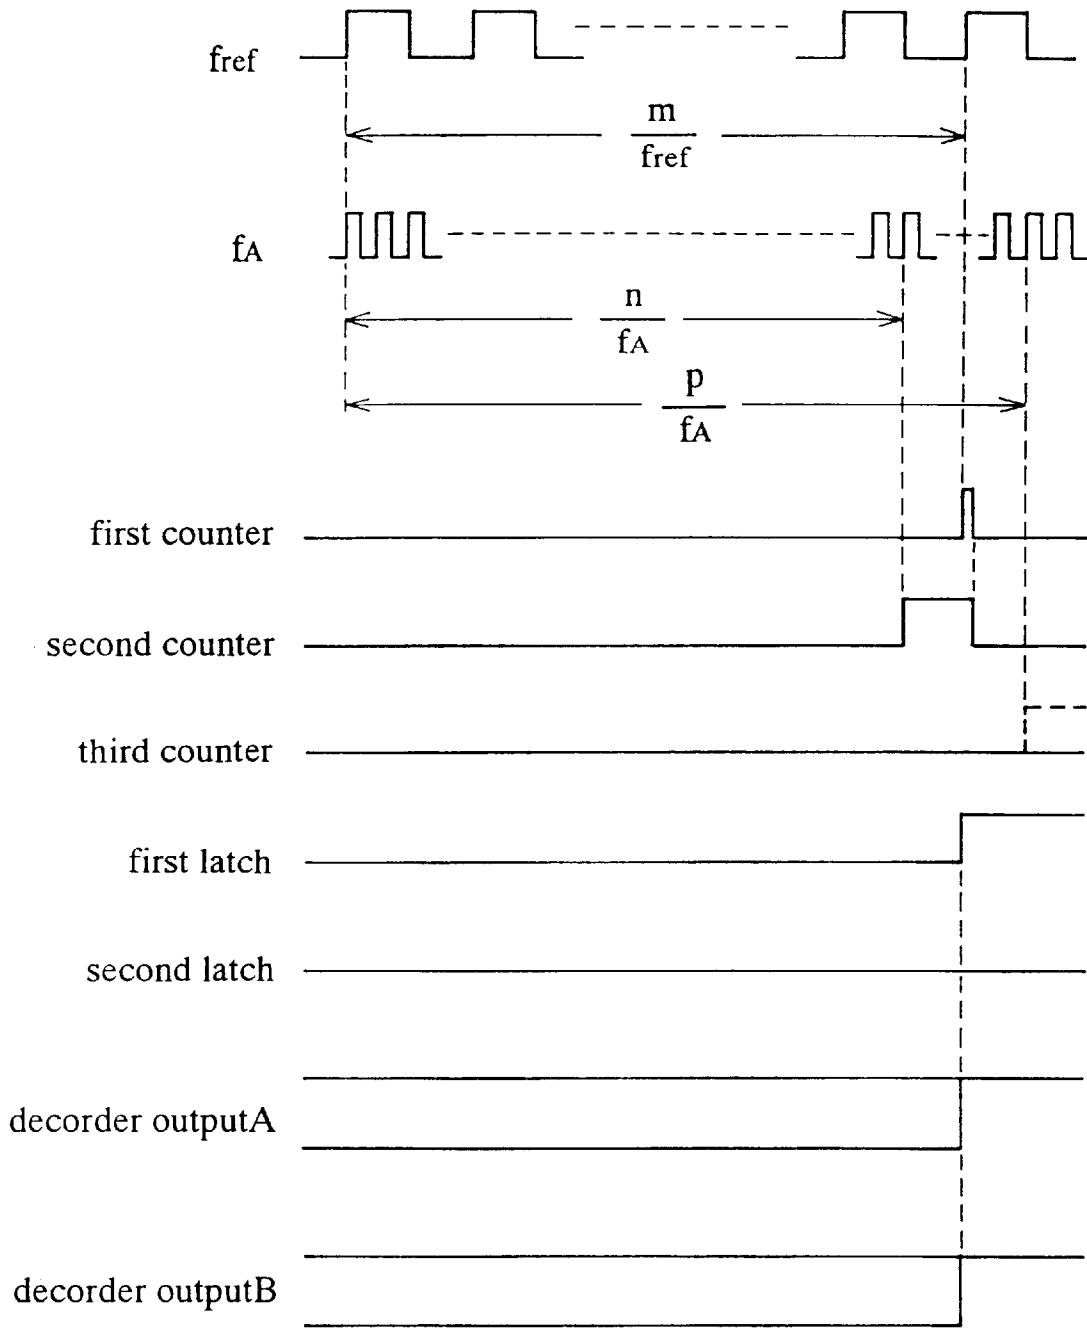 fref
m
fref
fA
n
fA
p
fA
first counter
second counter
third counter
first latch
second latch
decorder outputA
decorder outputB